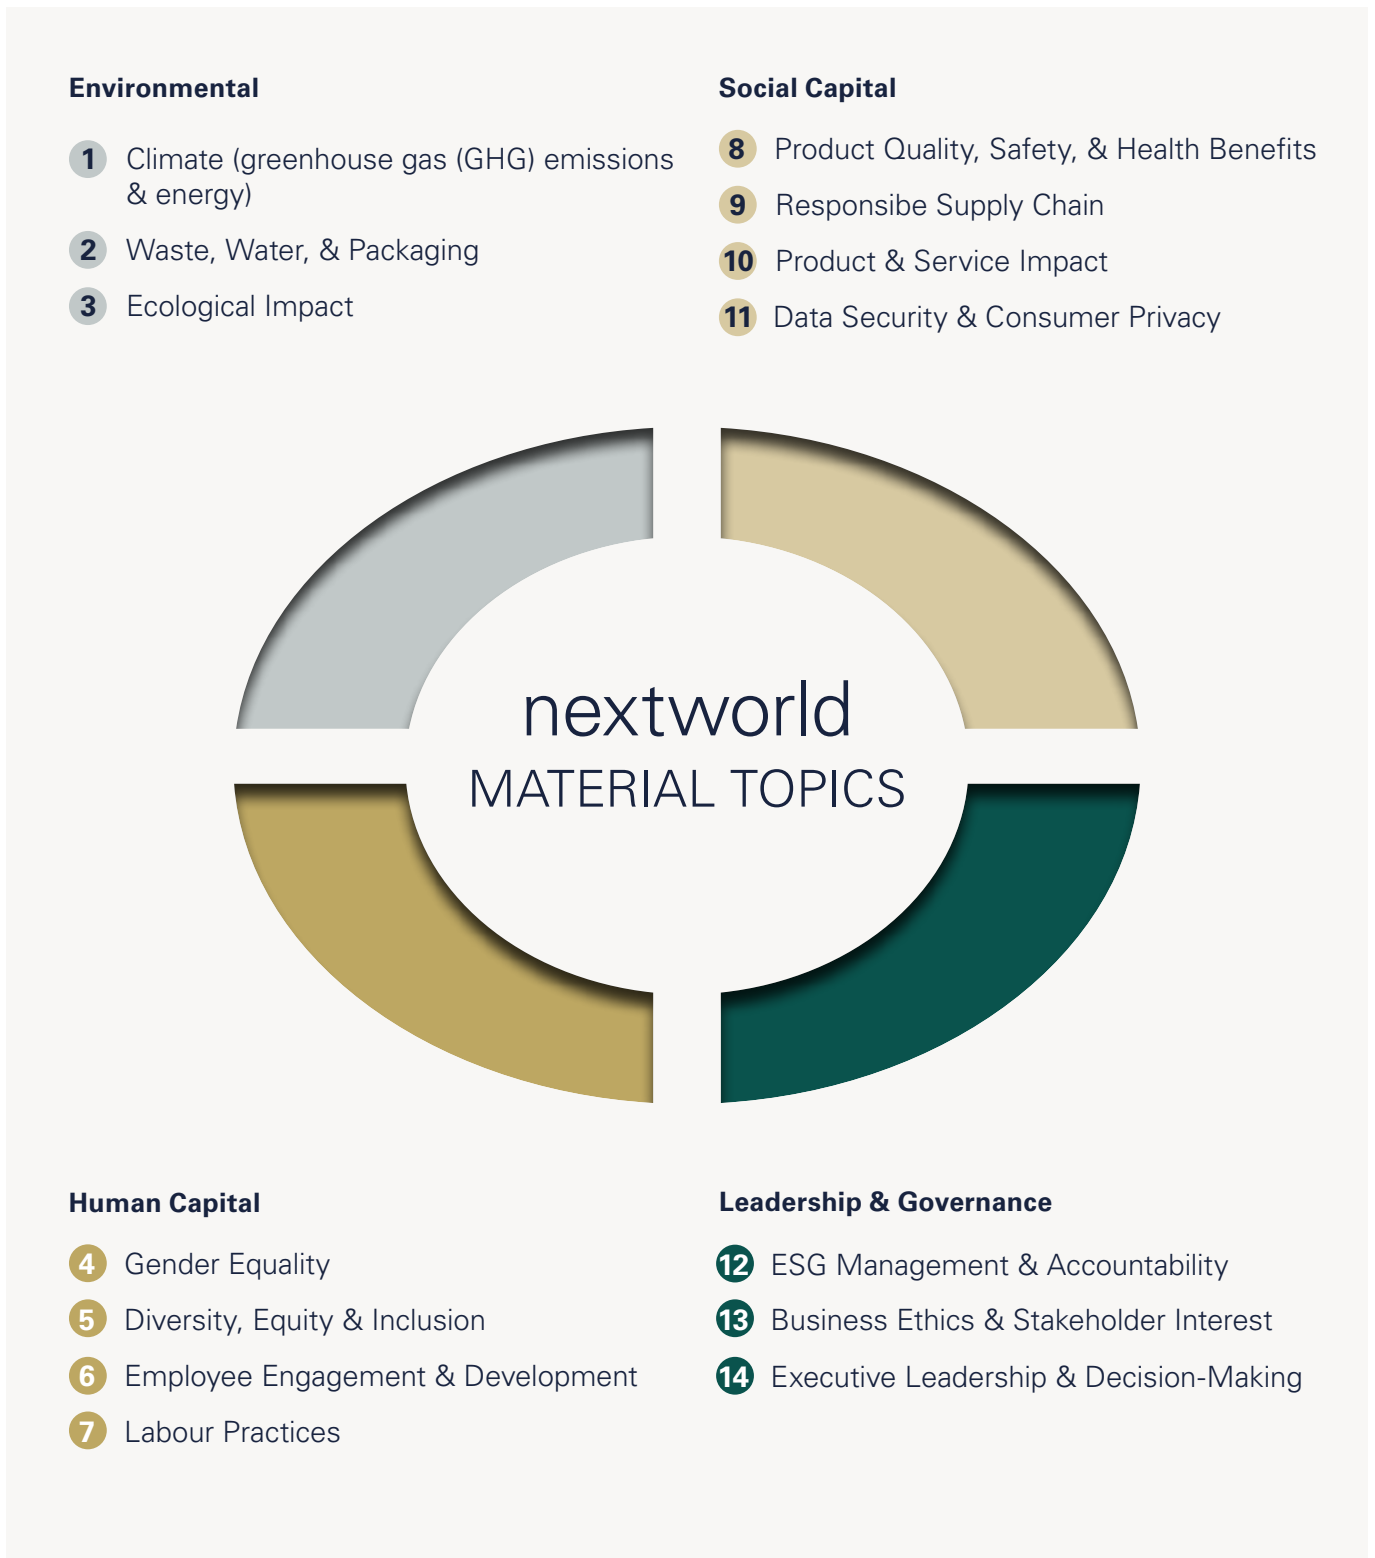 Environmental
1 Climate (greenhouse gas (GHG) emissions
& energy)
2 Waste, Water, & Packaging
3 Ecological Impact
Social Capital
8 Product Quality, Safety, & Health Benefits
9 Responsibe Supply Chain
10 Product & Service Impact
11 Data Security & Consumer Privacy
nextworld
MATERIAL TOPICS
Human Capital
4 Gender Equality
5 Diversity, Equity & Inclusion
6 Employee Engagement & Development
7 Labour Practices
Leadership & Governance
12 ESG Management & Accountability
13 Business Ethics & Stakeholder Interest
14 Executive Leadership & Decision-Making